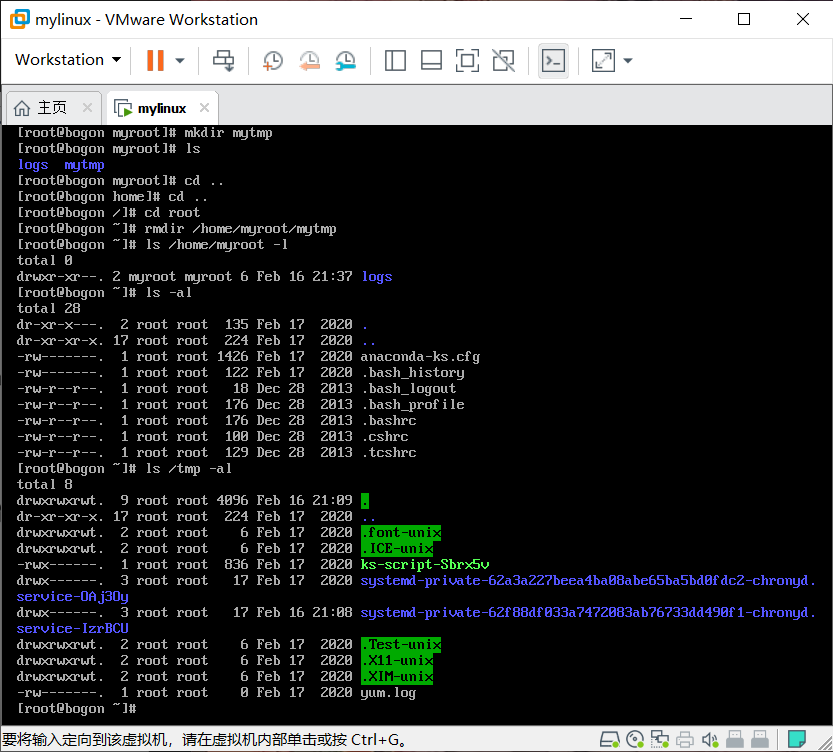 mylinux - VMware Workstation
Workstation
主页
mylinux
[root@bogon myroot]# mkdir mytmp
[root@bogon myroot]# ls
logs  mytmp
[root@bogon myroot]# cd ..
[root@bogon home]# cd ..
[root@bogon /]# cd root
[root@bogon ~]# rmdir /home/myroot/mytmp
[root@bogon ~]# ls /home/myroot -l
total 0
drwxr-xr--. 2 myroot myroot 6 Feb 16 21:37 logs
[root@bogon ~]# ls -al
total 28
dr-xr-x---.  2 root root  135 Feb 17  2020 .
dr-xr-xr-x. 17 root root  224 Feb 17  2020 ..
-rw-------.  1 root root 1426 Feb 17  2020 anaconda-ks.cfg
-rw-------.  1 root root  122 Feb 17  2020 .bash_history
-rw-r--r--.  1 root root   18 Dec 28  2013 .bash_logout
-rw-r--r--.  1 root root  176 Dec 28  2013 .bash_profile
-rw-r--r--.  1 root root  176 Dec 28  2013 .bashrc
-rw-r--r--.  1 root root  100 Dec 28  2013 .cshrc
-rw-r--r--.  1 root root  129 Dec 28  2013 .tcshrc
[root@bogon ~]# ls /tmp -al
total 8
drwxrwxrwt.  9 root root 4096 Feb 16 21:09 .
dr-xr-xr-x. 17 root root  224 Feb 17  2020 ..
drwxrwxrwt.  2 root root    6 Feb 17  2020 .font-unix
drwxrwxrwt.  2 root root    6 Feb 17  2020 .ICE-unix
-rwx------.  1 root root  836 Feb 17  2020 ks-script-Sbrx5v
drwx------.  3 root root   17 Feb 17  2020 systemd-private-62a3a227beea4ba08abe65ba5bd0fdc2-chronyd.
service-OAj3Oy
drwx------.  3 root root   17 Feb 16 21:08 systemd-private-62f88df033a7472083ab76733dd490f1-chronyd.
service-IzrBCU
drwxrwxrwt.  2 root root    6 Feb 17  2020 .Test-unix
drwxrwxrwt.  2 root root    6 Feb 17  2020 .X11-unix
drwxrwxrwt.  2 root root    6 Feb 17  2020 .XIM-unix
-rw-------.  1 root root    0 Feb 17  2020 yum.log
[root@bogon ~]#
要将输入定向到该虚拟机，请在虚拟机内部单击或按 Ctrl+G。